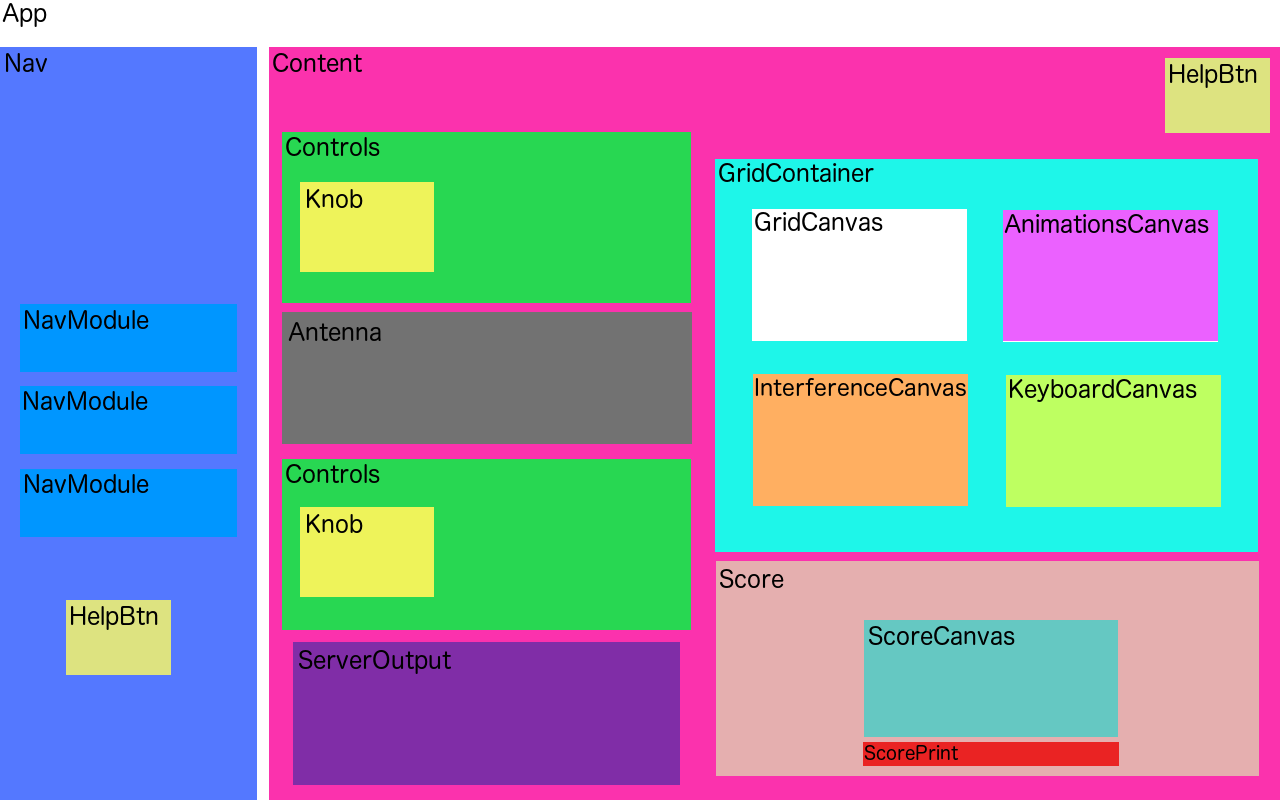 App
Nav
NavModule
NavModule
NavModule
HelpBtn
Content
HelpBtn
Controls
Knob
Antenna
Controls
Knob
ServerOutput
GridContainer
GridCanvas
AnimationsCanvas
InterferenceCanvas
KeyboardCanvas
Score
ScoreCanvas
ScorePrint